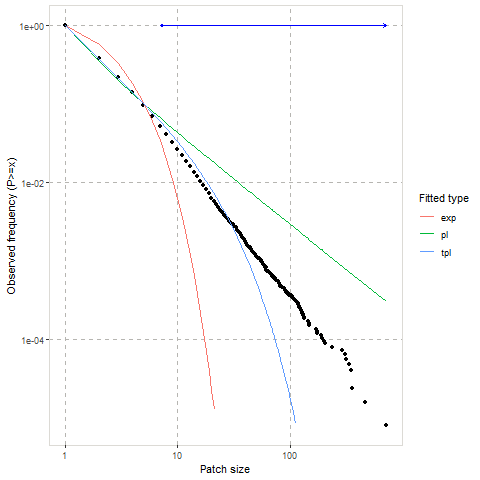 1e+00
1e-02
1e-04
Observed frequency (P>=x)
1
10
100
Patch size
Fitted type
exp
pl
tpl